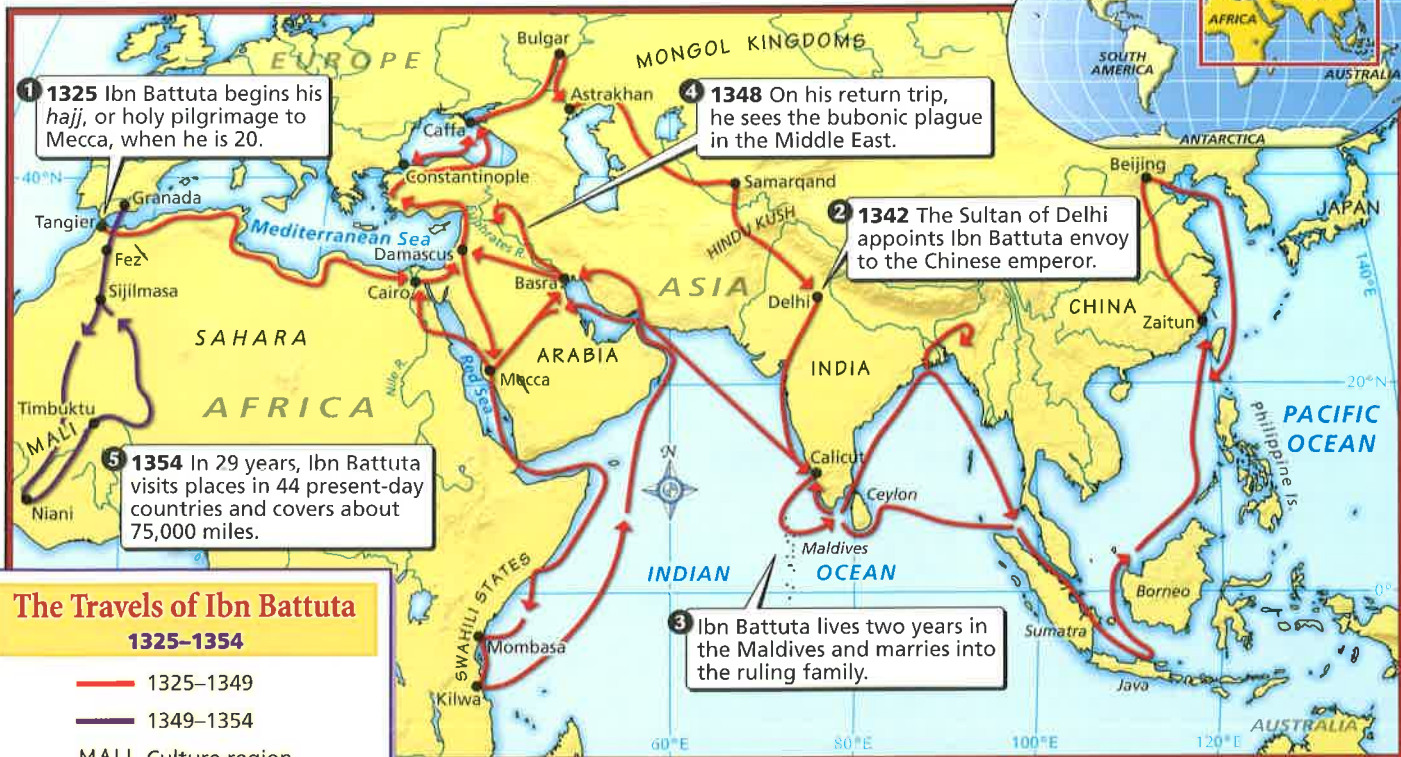 AFRICA
SOUTH
AMERICA
AUSTRALIA
ANTARCTICA
EUROPE
Bulgar
MONGOL KINGDOMS
1 1325 Ibn Battuta begins his
hajj, or holy pilgrimage to
Mecca, when he is 20.
Astrakhan
4 1348 On his return trip,
he sees the bubonic plague
in the Middle East.
Caffa
Beijing
40°N
Constantinople
Samarqand
Granada
Tangier
Mediterranean Sea
Euphrates R.
HINDU KUSH
2 1342 The Sultan of Delhi
appoints Ibn Battuta envoy
to the Chinese emperor.
JAPAN
Fez
Damascus
140°E
Sijilmasa
Cairo
Basra
ASIA
Delhi
CHINA
Zaitun
SAHARA
ARABIA
INDIA
Mecca
Red Sea
Nile R.
20°N
AFRICA
Timbuktu
MALI
Philippine Is.
PACIFIC
OCEAN
5 1354 In 29 years, Ibn Battuta
visits places in 44 present-day
countries and covers about
75,000 miles.
N
Calicut
Ceylon
Niani
Maldives
INDIAN
OCEAN
SWAHILI STATES
Borneo
0°
3 Ibn Battuta lives two years in
the Maldives and marries into
the ruling family.
Sumatra
Mombasa
Java
Kilwa
AUSTRALIA
60°E
80°E
100°E
120°E
The Travels of Ibn Battuta
1325–1354
1325–1349
1349–1354
MALI Culture region